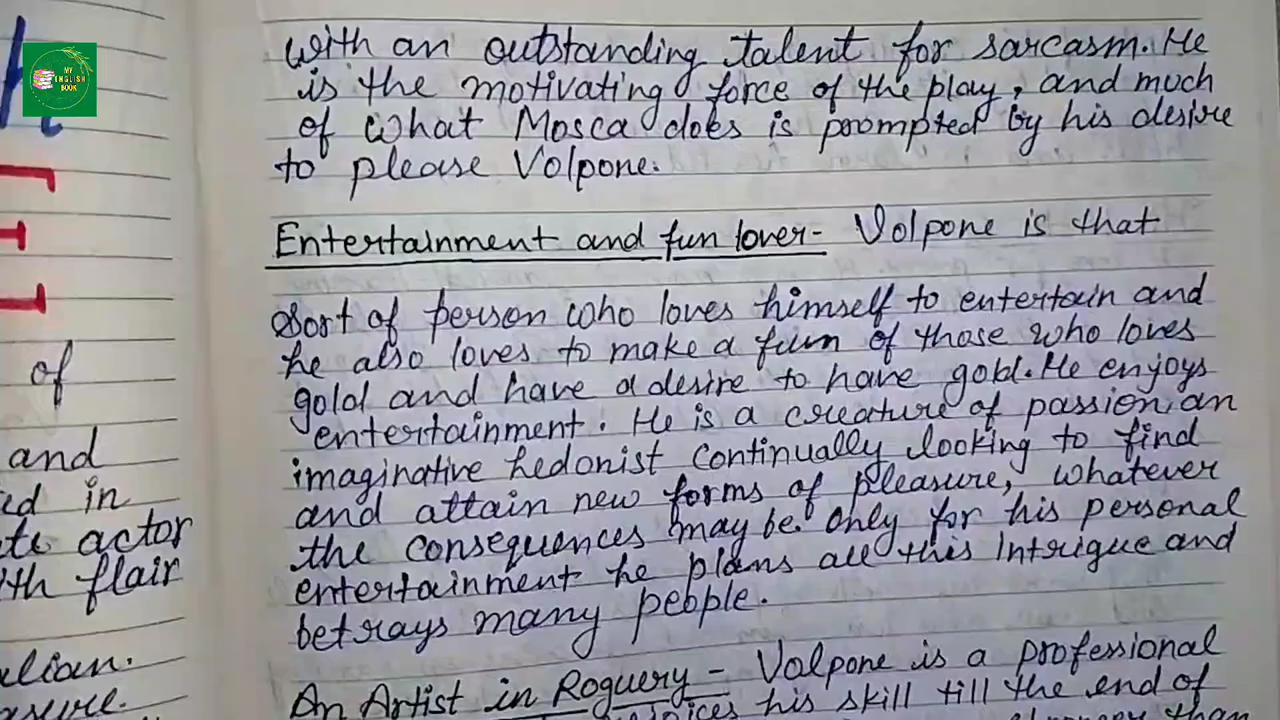 MY
ENGLISH
BOOK
of
and
ed in
te actor
ith flair
with an outstanding talent for sarcasm. He
is the motivating force of the play, and much
of what Mosca does is prompted by his desire
to please Volpone.
Entertainment and fun lover- Volpone is that
Sort of person who loves himself to entertain and
he also loves to make a fun of those who loves
gold and have a desire to have gold. He enjoys
entertainment. He is a creature of passion, an
imaginative hedonist continually looking to find
and attain new forms of pleasure, whatever
the consequences may be. Only for his personal
entertainment he plans all this Intrigue and
betrays many people.
An Artist in Roguery - Volpone is a professional
his skill till the end of
than